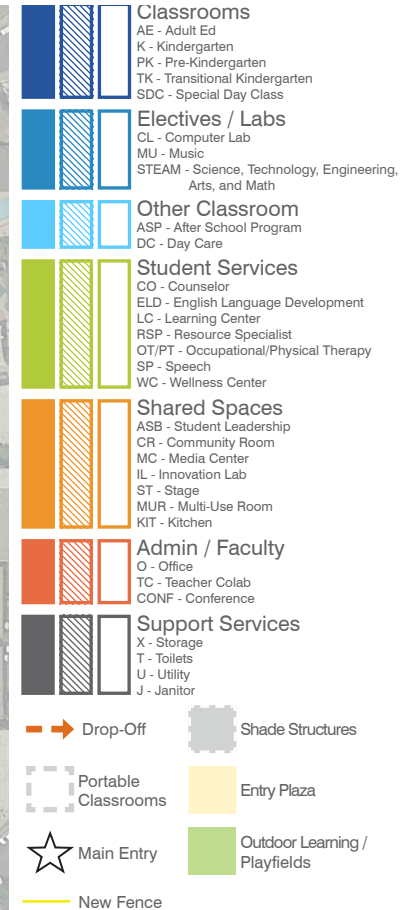 Classrooms
AE - Adult Ed
K - Kindergarten
PK - Pre-Kindergarten
TK - Transitional Kindergarten
SDC - Special Day Class
Electives / Labs
CL - Computer Lab
MU - Music
STEAM - Science, Technology, Engineering,
Arts, and Math
Other Classroom
ASP - After School Program
DC - Day Care
Student Services
CO - Counselor
ELD - English Language Development
LC - Learning Center
RSP - Resource Specialist
OT/PT - Occupational/Physical Therapy
SP - Speech
WC - Wellness Center
Shared Spaces
ASB - Student Leadership
CR - Community Room
MC - Media Center
IL - Innovation Lab
ST - Stage
MUR - Multi-Use Room
KIT - Kitchen
Admin / Faculty
O - Office
TC - Teacher Colab
CONF - Conference
Support Services
X - Storage
T - Toilets
U - Utility
J - Janitor
Drop-Off
Shade Structures
Portable
Classrooms
Entry Plaza
Main Entry
Outdoor Learning /
Playfields
New Fence